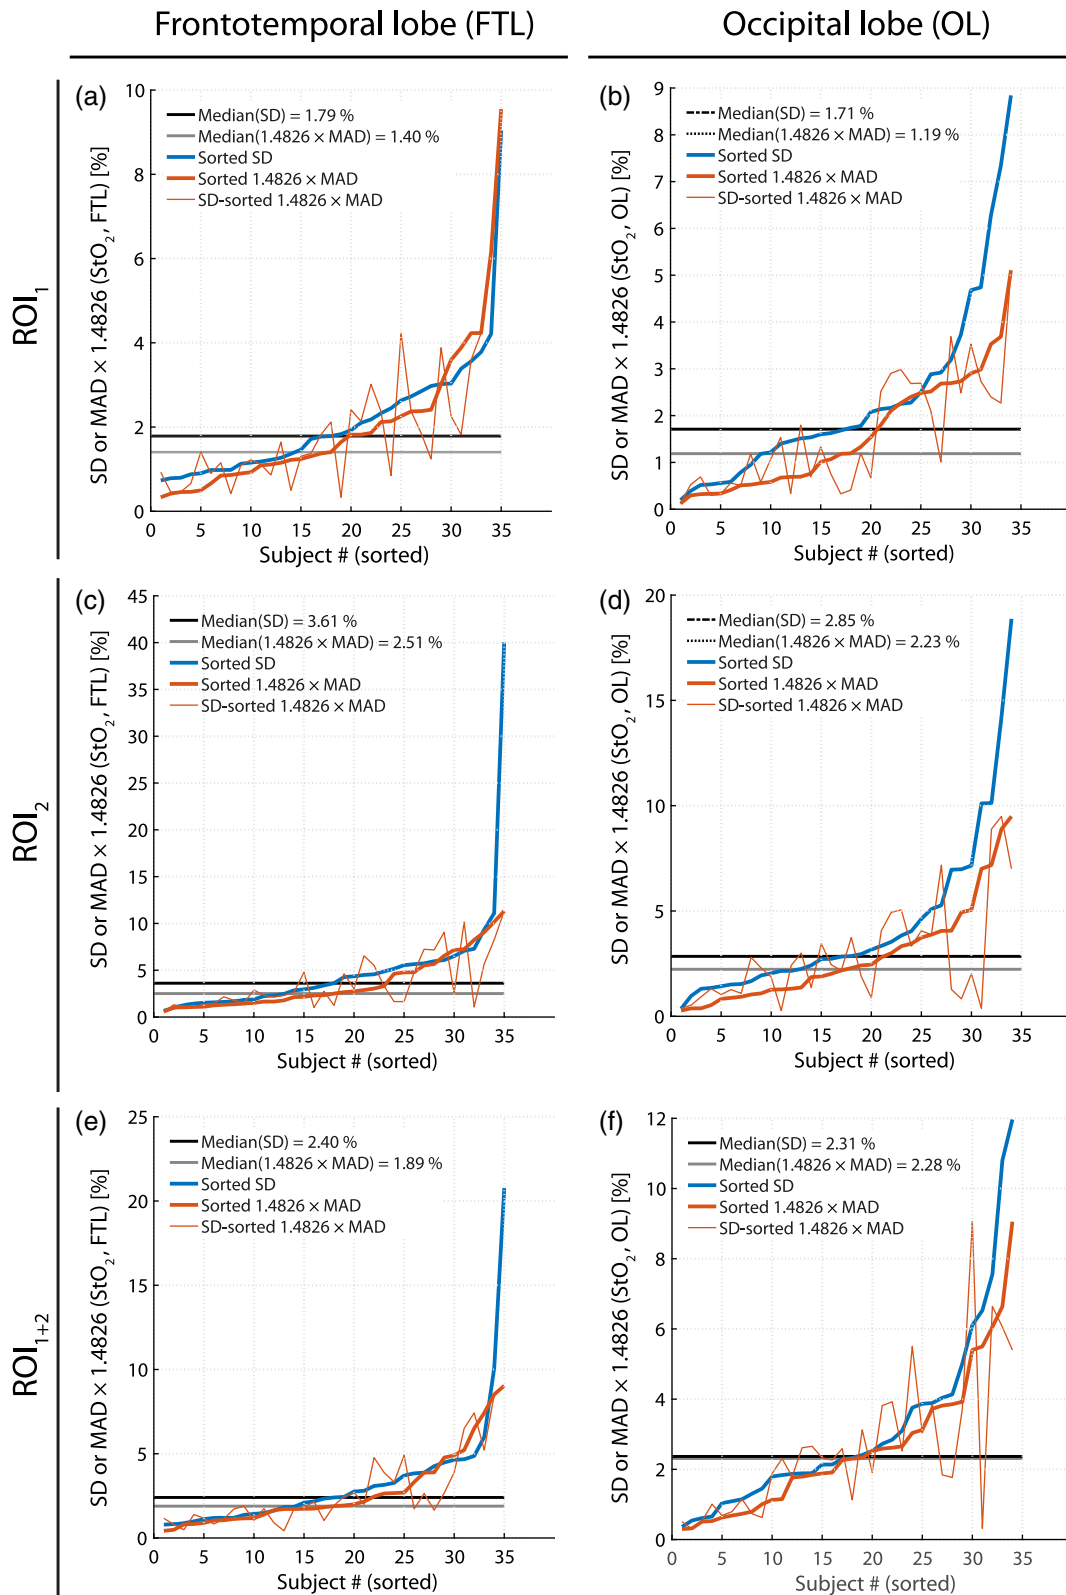 Frontotemporal lobe (FTL)
Occipital lobe (OL)
ROI1
(a)
SD or MAD × 1.4826 (StO2, FTL) [%]
10
8
6
4
2
0
Median(SD) = 1.79 %
Median(1.4826 × MAD) = 1.40 %
Sorted SD
Sorted 1.4826 × MAD
SD-sorted 1.4826 × MAD
0 5 10 15 20 25 30 35
Subject # (sorted)
(b)
SD or MAD × 1.4826 (StO2, OL) [%]
9
8
7
6
5
4
3
2
1
0
Median(SD) = 1.71 %
Median(1.4826 × MAD) = 1.19 %
Sorted SD
Sorted 1.4826 × MAD
SD-sorted 1.4826 × MAD
0 5 10 15 20 25 30 35
Subject # (sorted)
ROI2
(c)
SD or MAD × 1.4826 (StO2, FTL) [%]
45
40
35
30
25
20
15
10
5
0
Median(SD) = 3.61 %
Median(1.4826 × MAD) = 2.51 %
Sorted SD
Sorted 1.4826 × MAD
SD-sorted 1.4826 × MAD
0 5 10 15 20 25 30 35
Subject # (sorted)
(d)
SD or MAD × 1.4826 (StO2, OL) [%]
20
15
10
5
0
Median(SD) = 2.85 %
Median(1.4826 × MAD) = 2.23 %
Sorted SD
Sorted 1.4826 × MAD
SD-sorted 1.4826 × MAD
0 5 10 15 20 25 30 35
Subject # (sorted)
ROI1+2
(e)
SD or MAD × 1.4826 (StO2, FTL) [%]
25
20
15
10
5
0
Median(SD) = 2.40 %
Median(1.4826 × MAD) = 1.89 %
Sorted SD
Sorted 1.4826 × MAD
SD-sorted 1.4826 × MAD
0 5 10 15 20 25 30 35
Subject # (sorted)
(f)
SD or MAD × 1.4826 (StO2, OL) [%]
12
10
8
6
4
2
0
Median(SD) = 2.31 %
Median(1.4826 × MAD) = 2.28 %
Sorted SD
Sorted 1.4826 × MAD
SD-sorted 1.4826 × MAD
0 5 10 15 20 25 30 35
Subject # (sorted)